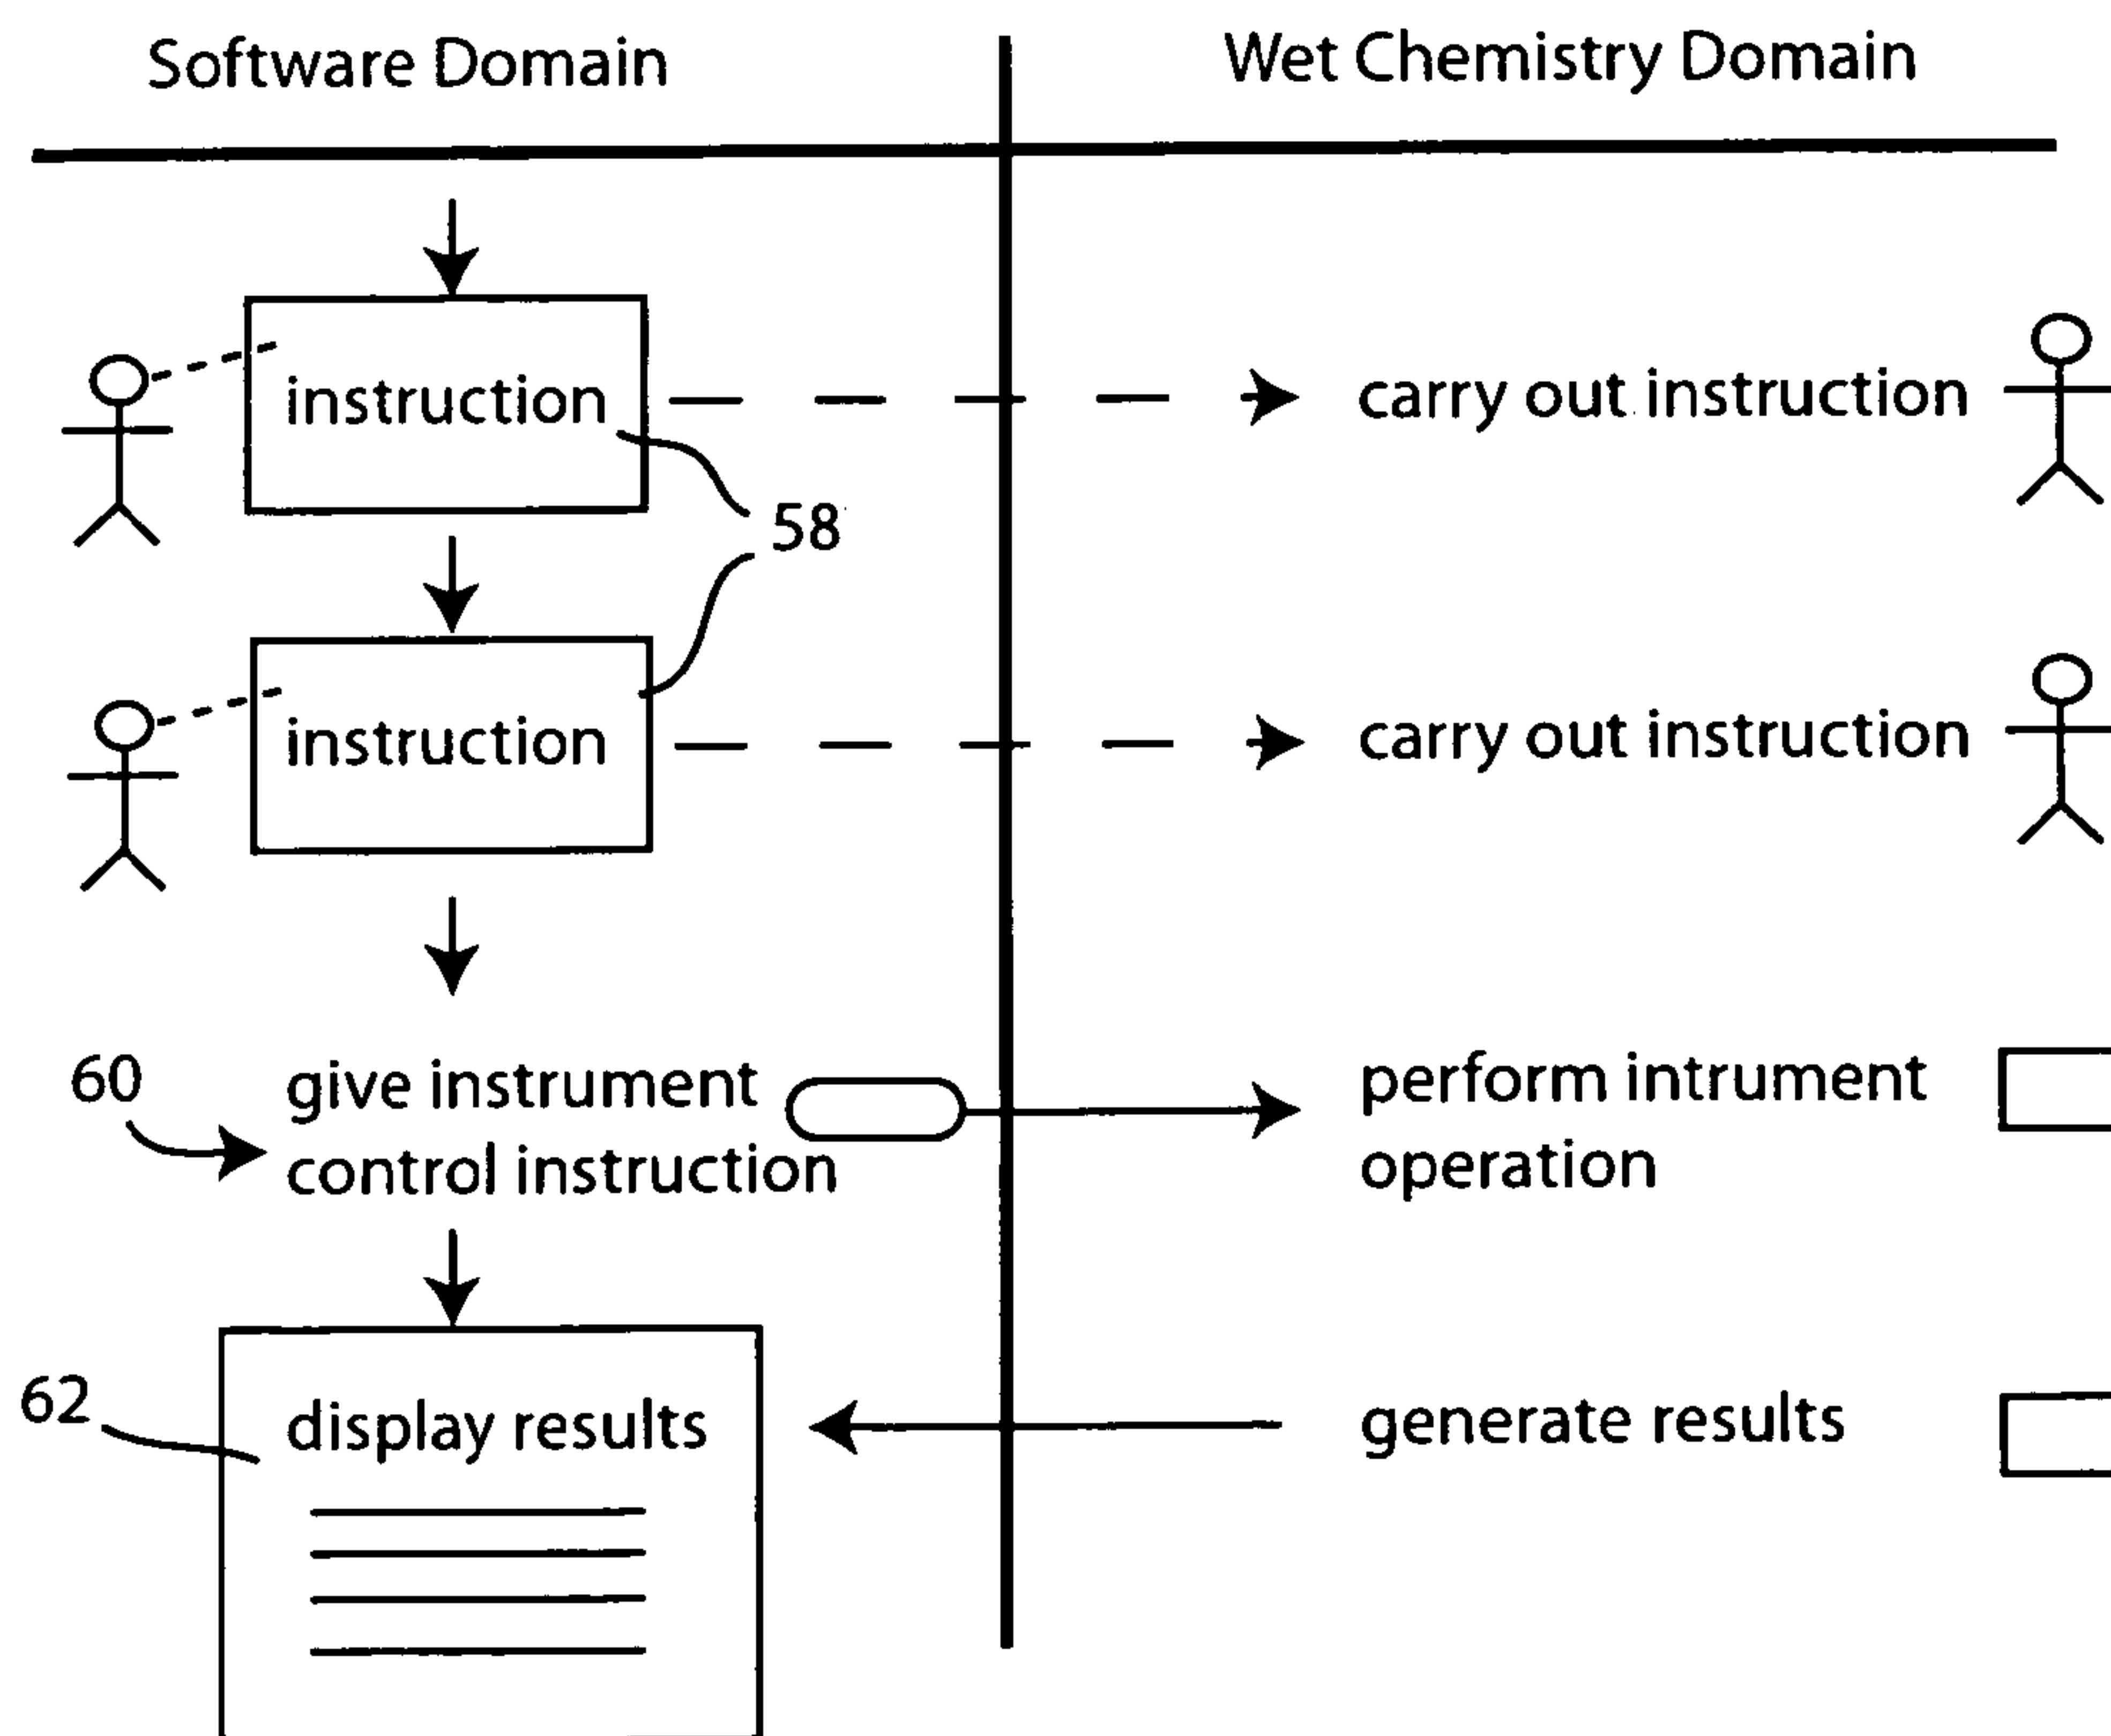 Software Domain
Wet Chemistry Domain
instruction
carry out instruction
58
instruction
carry out instruction
60
give instrument
control instruction
perform intrument
operation
62
display results
generate results